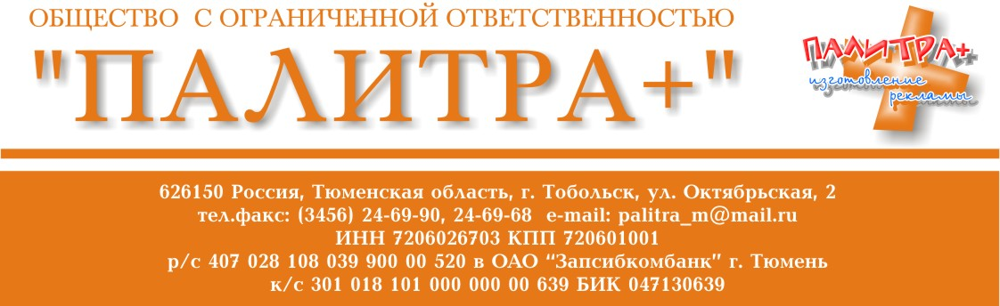 ОБЩЕСТВО С ОГРАНИЧЕННОЙ ОТВЕТСТВЕННОСТЬЮ
"ПАЛИТРА+"
ПАЛИТРА+
изготовление
рекламы
626150 Россия, Тюменская область, г. Тобольск, ул. Октябрьская, 2
тел.факс: (3456) 24-69-90, 24-69-68 e-mail: palitra_m@mail.ru
ИНН 7206026703 КПП 720601001
р/с 407 028 108 039 900 00 520 в ОАО “Запсибкомбанк” г. Тюмень
к/с 301 018 101 000 000 00 639 БИК 047130639